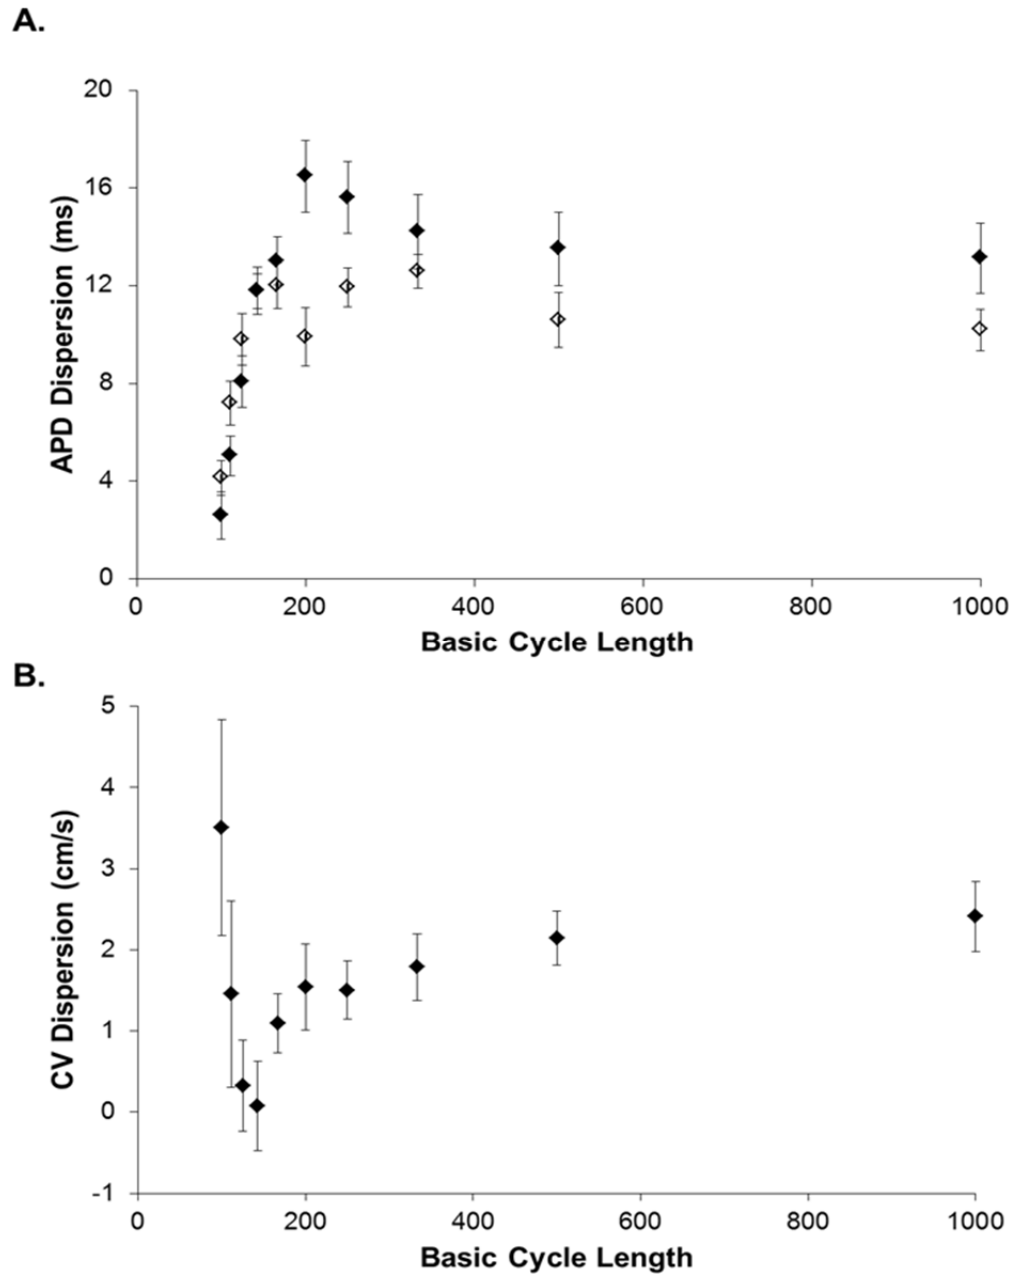 A.
20
16
12
8
4
0
APD Dispersion (ms)
0 200 400 600 800 1000
Basic Cycle Length
B.
5
4
3
2
1
0
-1
CV Dispersion (cm/s)
0 200 400 600 800 1000
Basic Cycle Length